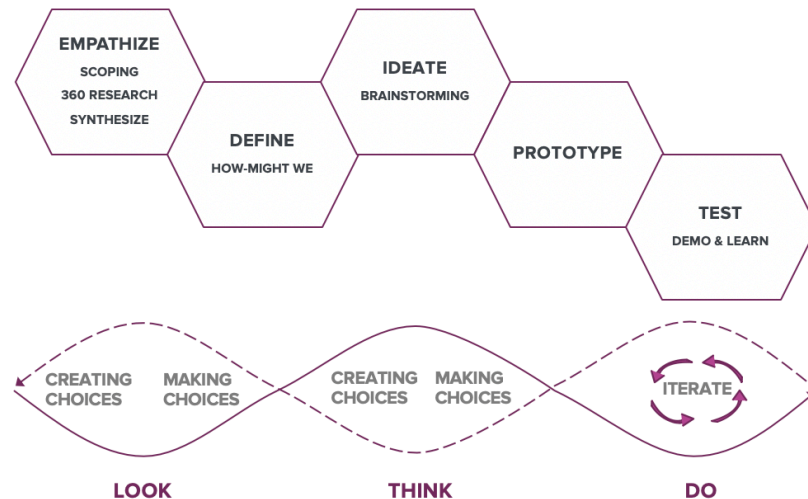 EMPATHIZE
SCOPING
360 RESEARCH
SYNTHESIZE
DEFINE
HOW-MIGHT WE
IDEATE
BRAINSTORMING
PROTOTYPE
TEST
DEMO & LEARN
CREATING
CHOICES
MAKING
CHOICES
CREATING
CHOICES
MAKING
CHOICES
ITERATE
LOOK
THINK
DO